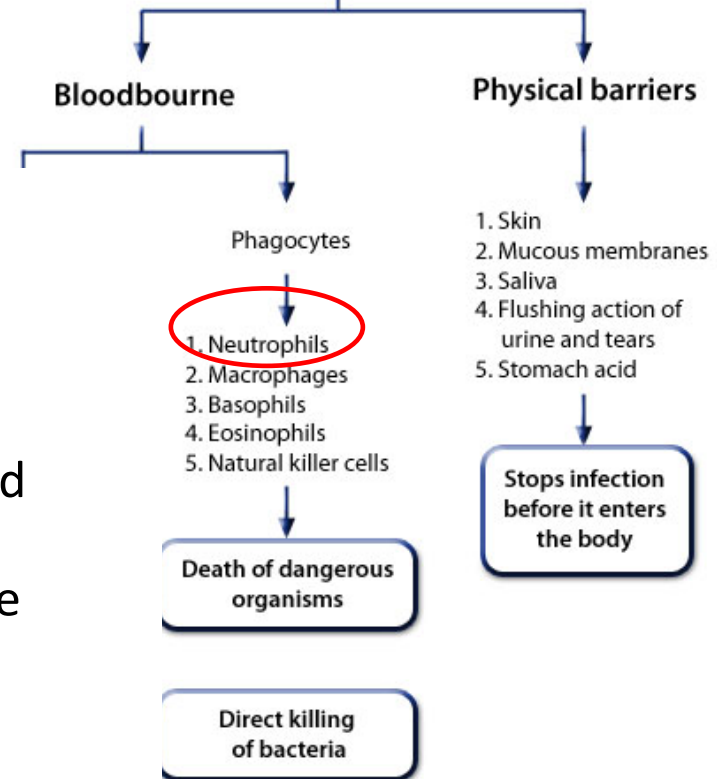 Bloodbourne
Physical barriers
Phagocytes
1. Neutrophils
2. Macrophages
3. Basophils
4. Eosinophils
5. Natural killer cells
Death of dangerous
organisms
Direct killing
of bacteria
1. Skin
2. Mucous membranes
3. Saliva
4. Flushing action of
urine and tears
5. Stomach acid
Stops infection
before it enters
the body
d
e